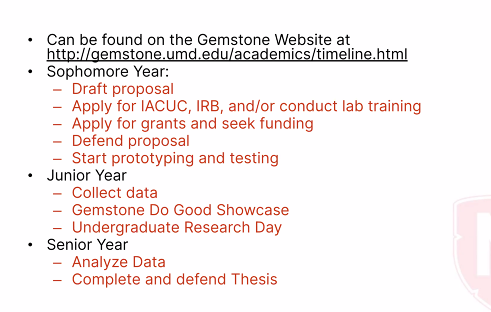 • Can be found on the Gemstone Website at
http://gemstone.umd.edu/academics/timeline.html
• Sophomore Year:
– Draft proposal
– Apply for IACUC, IRB, and/or conduct lab training
– Apply for grants and seek funding
– Defend proposal
– Start prototyping and testing
• Junior Year
– Collect data
– Gemstone Do Good Showcase
– Undergraduate Research Day
• Senior Year
– Analyze Data
– Complete and defend Thesis